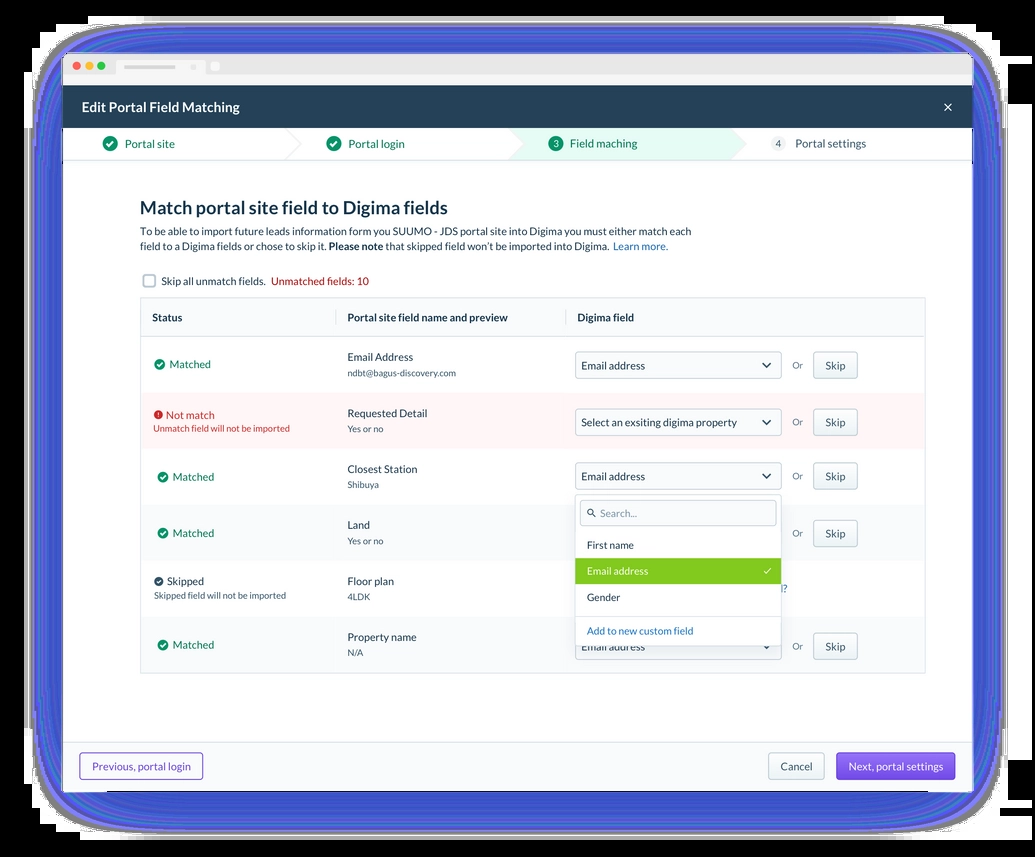 Edit Portal Field Matching
Portal site
Portal login
3 Field maching
4 Portal settings
Match portal site field to Digima fields
To be able to import future leads information form you SUUMO - JDS portal site into Digima you must either match each
field to a Digima fields or chose to skip it. Please note that skipped field won't be imported into Digima. Learn more.
Skip all unmatch fields. Unmatched fields: 10
Status Portal site field name and preview Digima field
Matched
Email Address
ndbt@bagus-discovery.com
Email address Or Skip
Not match
Unmatch field will not be imported
Requested Detail
Yes or no
Select an exsiting digima property Or Skip
Matched
Closest Station
Shibuya
Email address Or Skip
Search...
First name
Email address
Gender
Add to new custom field
Matched
Land
Yes or no
Or Skip
Skipped
Skipped field will not be imported
Floor plan
4LDK
?
Matched
Property name
N/A
Email address Or Skip
Previous, portal login
Cancel
Next, portal settings